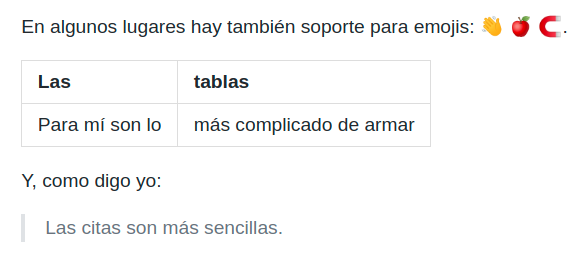 En algunos lugares hay también soporte para emojis: 👋 🍎 🧲.
Las tablas
Para mí son lo más complicado de armar
Y, como digo yo:
Las citas son más sencillas.